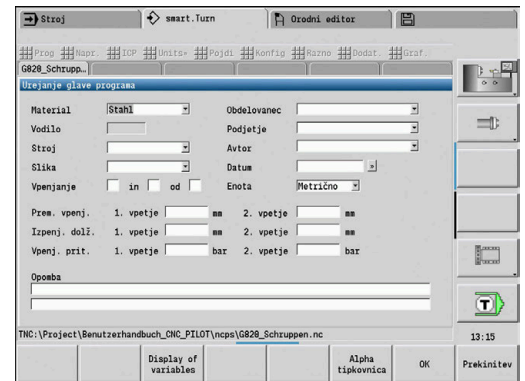 Stroj
smart.Turn
Orodni editor
Prog Napr. ICP Units» Pojdi Konfig Razno Dodat. Graf.
G820_Schrupp…
Urejanje glave programa
Material Stahl Obdelovanec
Vodilo Podjetje
Stroj Avtor
Slika Datum »
Vpenjanje in od Enota Metrično
Prem. vpenj. 1. vpetje mm 2. vpetje mm
Izpenj. dolž. 1. vpetje mm 2. vpetje mm
Vpenj. prit. 1. vpetje bar 2. vpetje bar
Opomba
T
TNC:\Project\Benutzerhandbuch_CNC_PILOT\ncps\G820_Schruppen.nc
13:15
Display of variables
Alpha tipkovnica
OK
Prekinitev